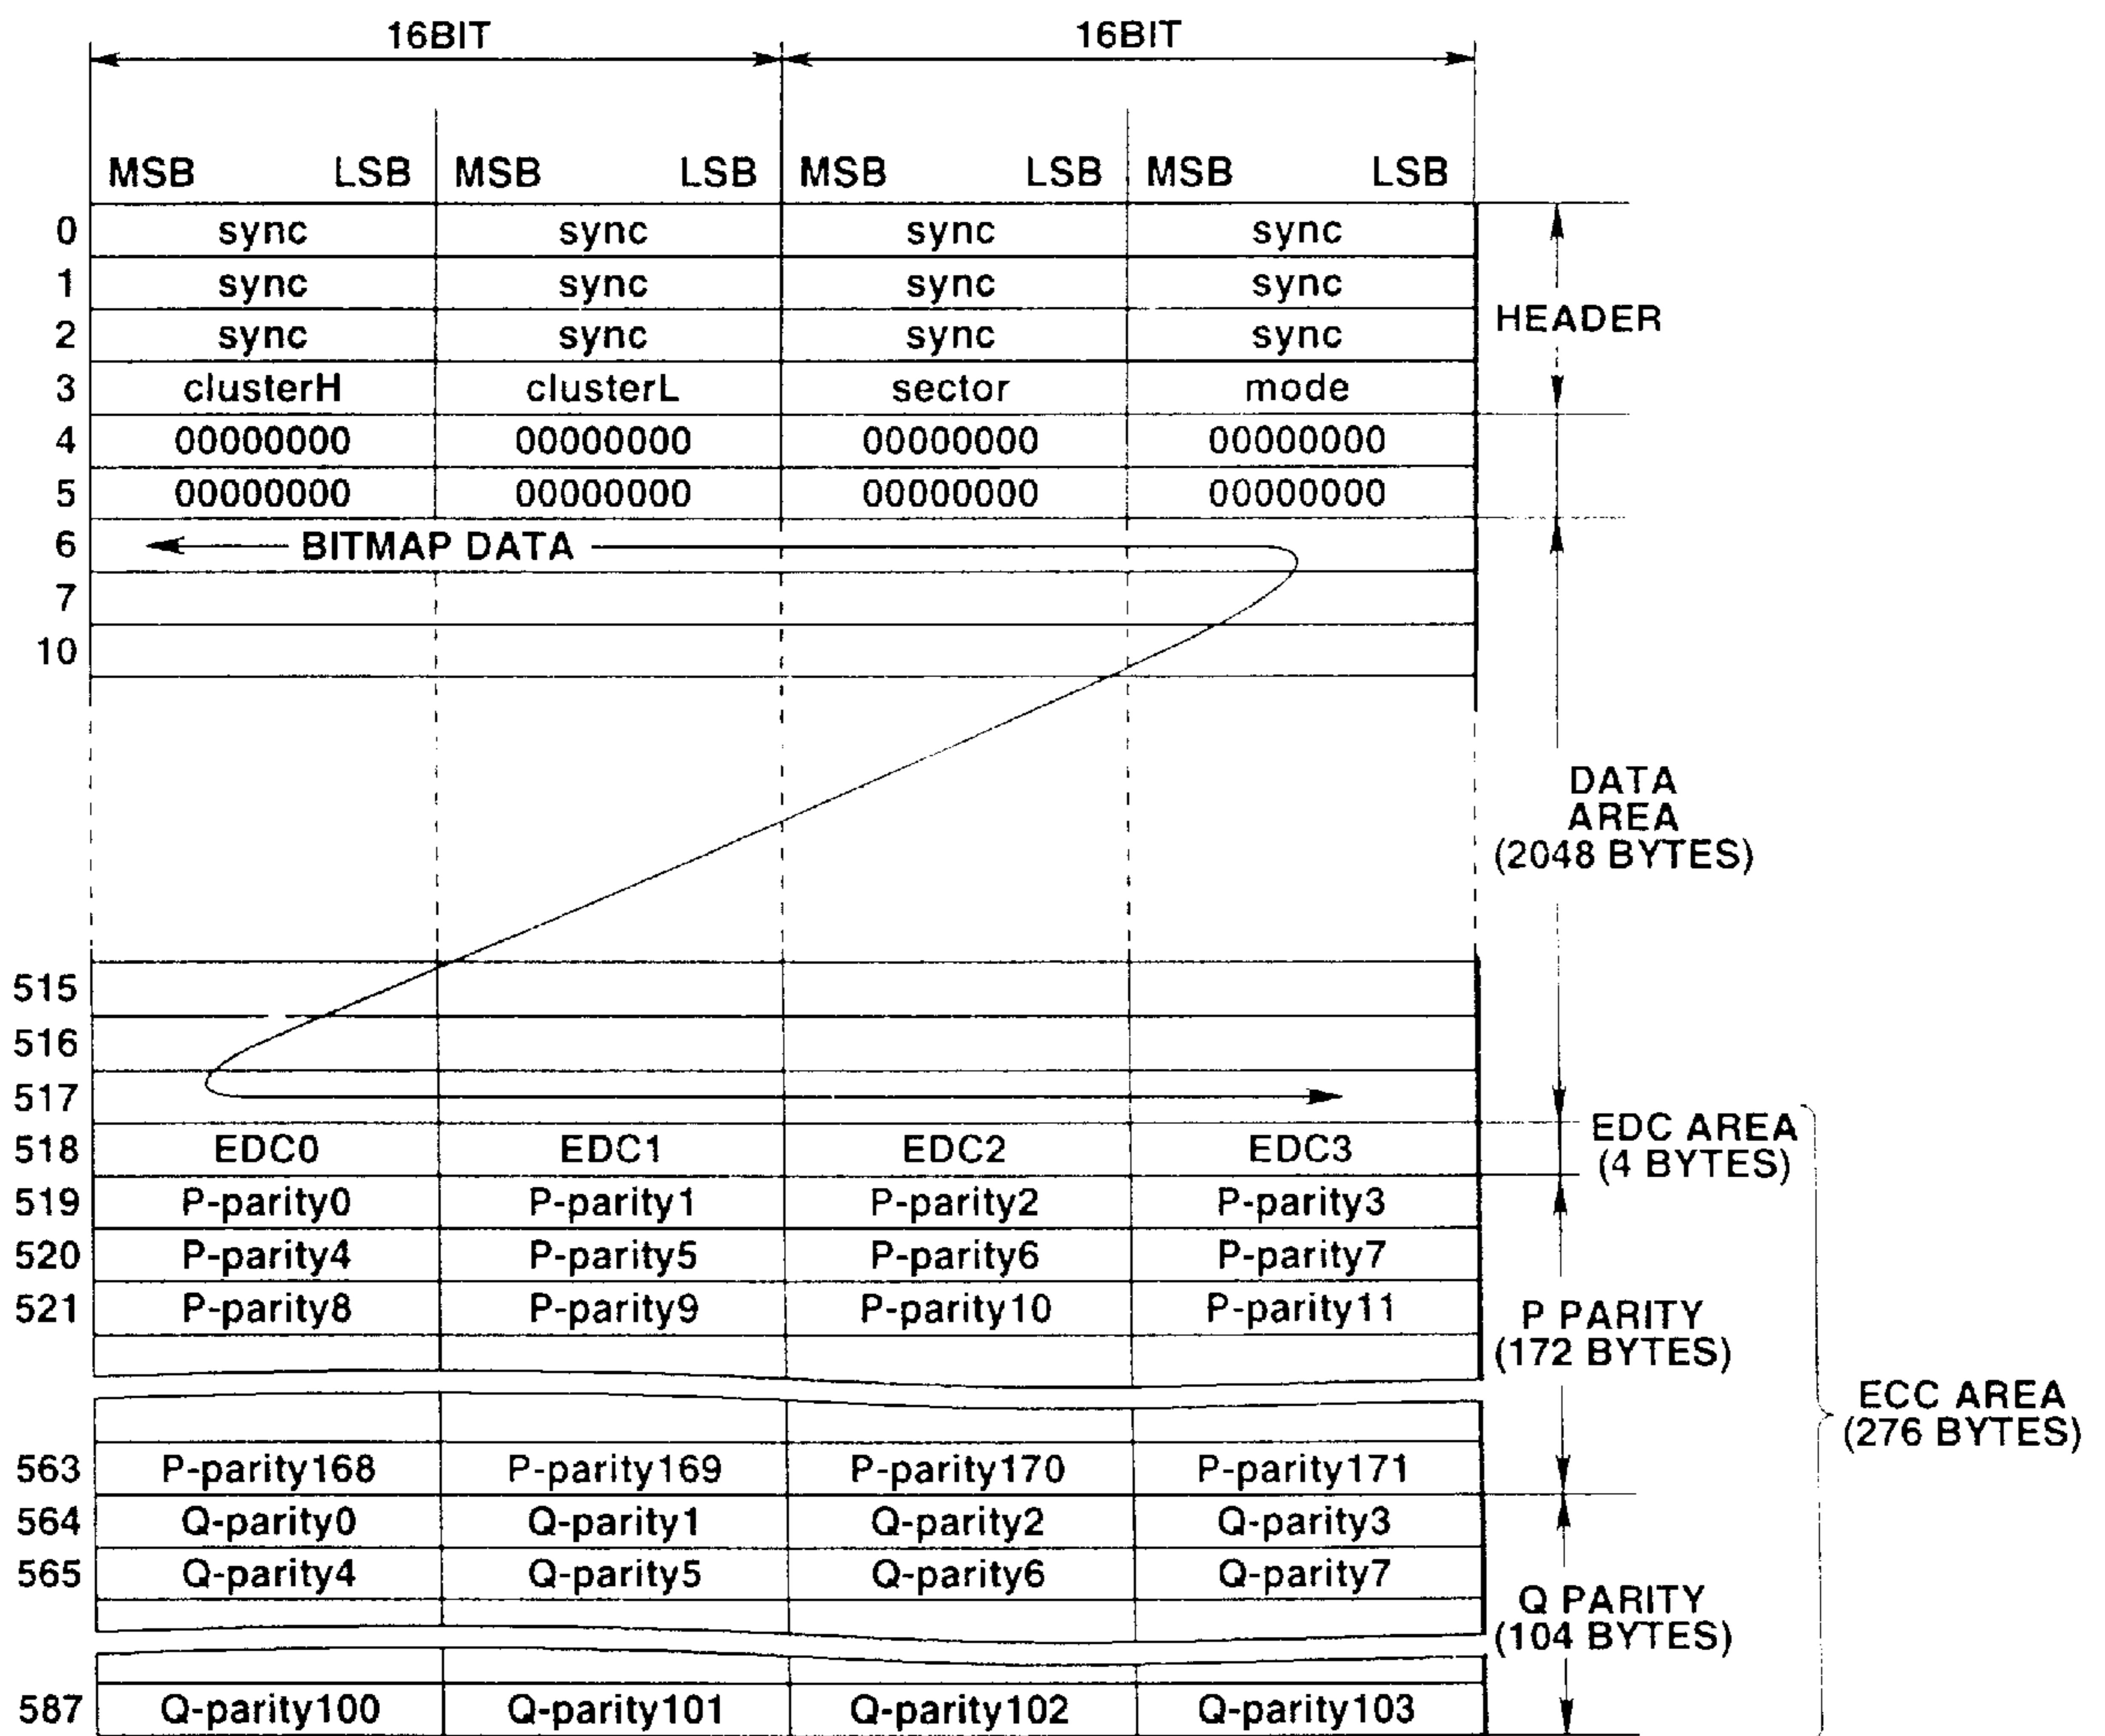 16BIT 16BIT
MSB LSB MSB LSB MSB LSB MSB LSB
0 sync sync sync sync
1 sync sync sync sync
2 sync sync sync sync
HEADER
3 clusterH clusterL sector mode
4 00000000 00000000 00000000 00000000
5 00000000 00000000 00000000 00000000
6 BITMAP DATA
7
10
DATA
AREA
(2048 BYTES)
515
516
517
518 EDC0 EDC1 EDC2 EDC3
EDC AREA
(4 BYTES)
519 P-parity0 P-parity1 P-parity2 P-parity3
520 P-parity4 P-parity5 P-parity6 P-parity7
521 P-parity8 P-parity9 P-parity10 P-parity11
P PARITY
(172 BYTES)
ECC AREA
(276 BYTES)
563 P-parity168 P-parity169 P-parity170 P-parity171
564 Q-parity0 Q-parity1 Q-parity2 Q-parity3
565 Q-parity4 Q-parity5 Q-parity6 Q-parity7
Q PARITY
(104 BYTES)
587 Q-parity100 Q-parity101 Q-parity102 Q-parity103